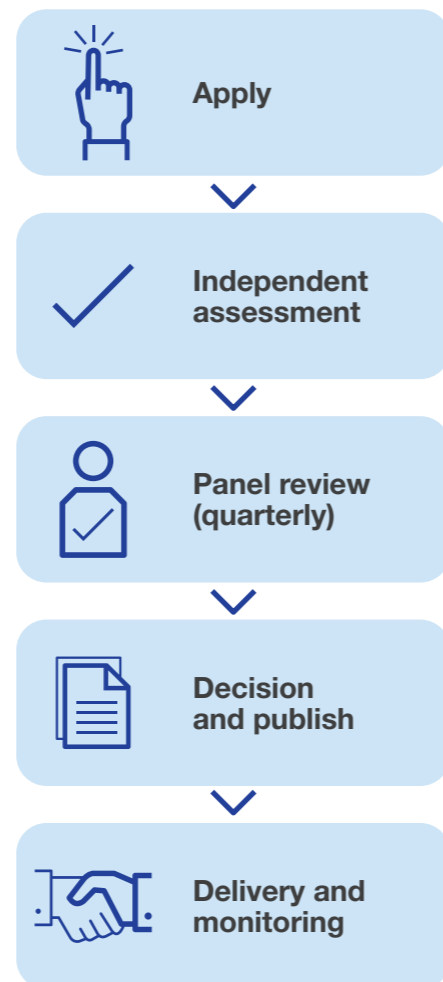 Apply
Independent
assessment
Panel review
(quarterly)
Decision
and publish
Delivery and
monitoring